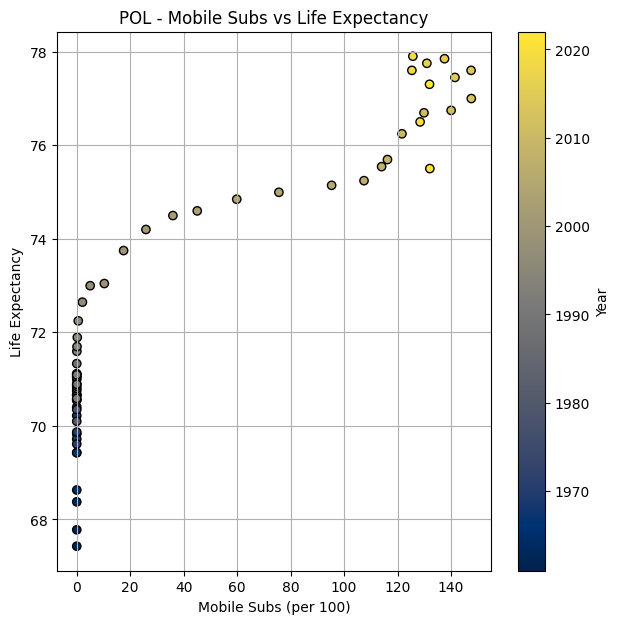 POL - Mobile Subs vs Life Expectancy
78
76
74
72
70
68
Life Expectancy
0 20 40 60 80 100 120 140
Mobile Subs (per 100)
2020
2010
2000
1990
1980
1970
Year